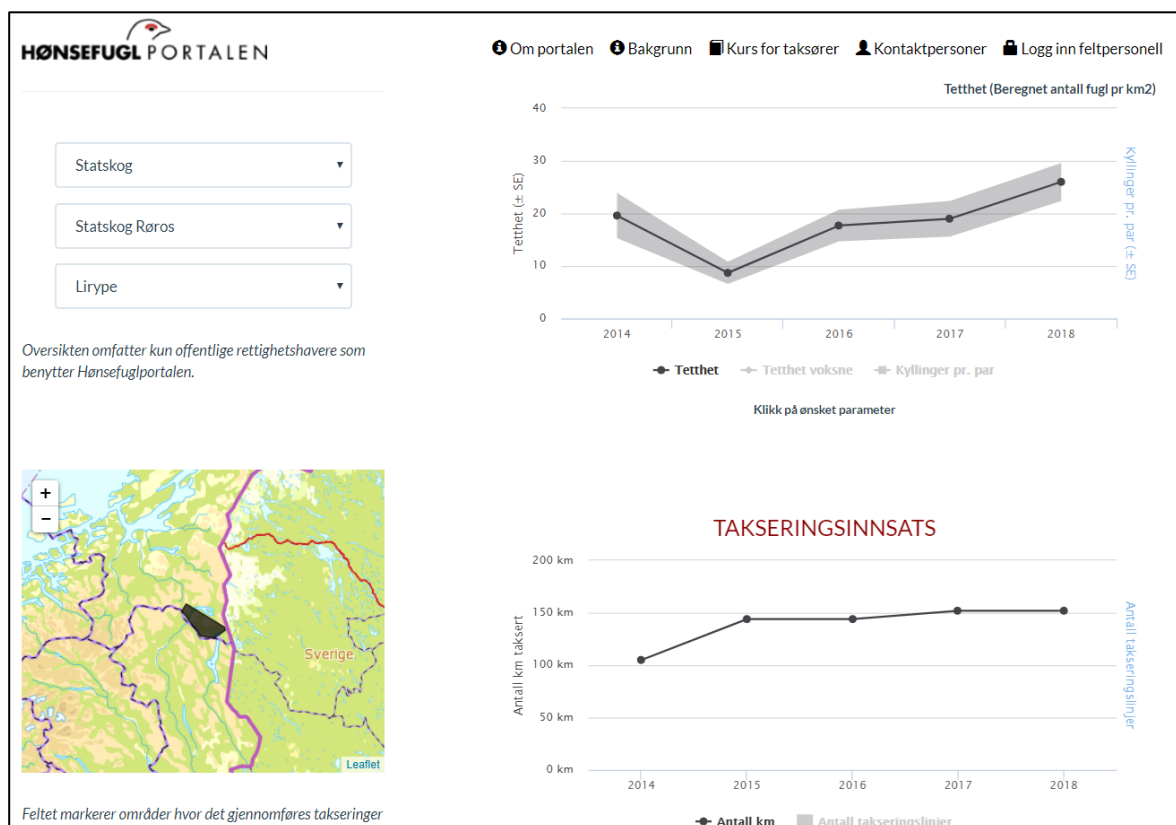 HØNSEFUGL PORTALEN
Om portalen Bakgrunn Kurs for taksører Kontaktpersoner Logg inn feltpersonell
Statskog
Statskog Røros
Lirype
Oversikten omfatter kun offentlige rettighetshavere som
benytter Hønsefuglportalen.
Tetthet (Beregnet antall fugl pr km2)
Tetthet (± SE)
40
30
20
10
0
Kyllinger pr. par (± SE)
2014 2015 2016 2017 2018
Tetthet Tetthet voksne Kyllinger pr. par
Klikk på ønsket parameter
+
−
Sverige
Leaflet
Feltet markerer områder hvor det gjennomføres takseringer
TAKSERINGSINNSATS
Antall km taksert
200 km
150 km
100 km
50 km
0 km
Antall takseringslinjer
2014 2015 2016 2017 2018
Antall km Antall takseringslinjer